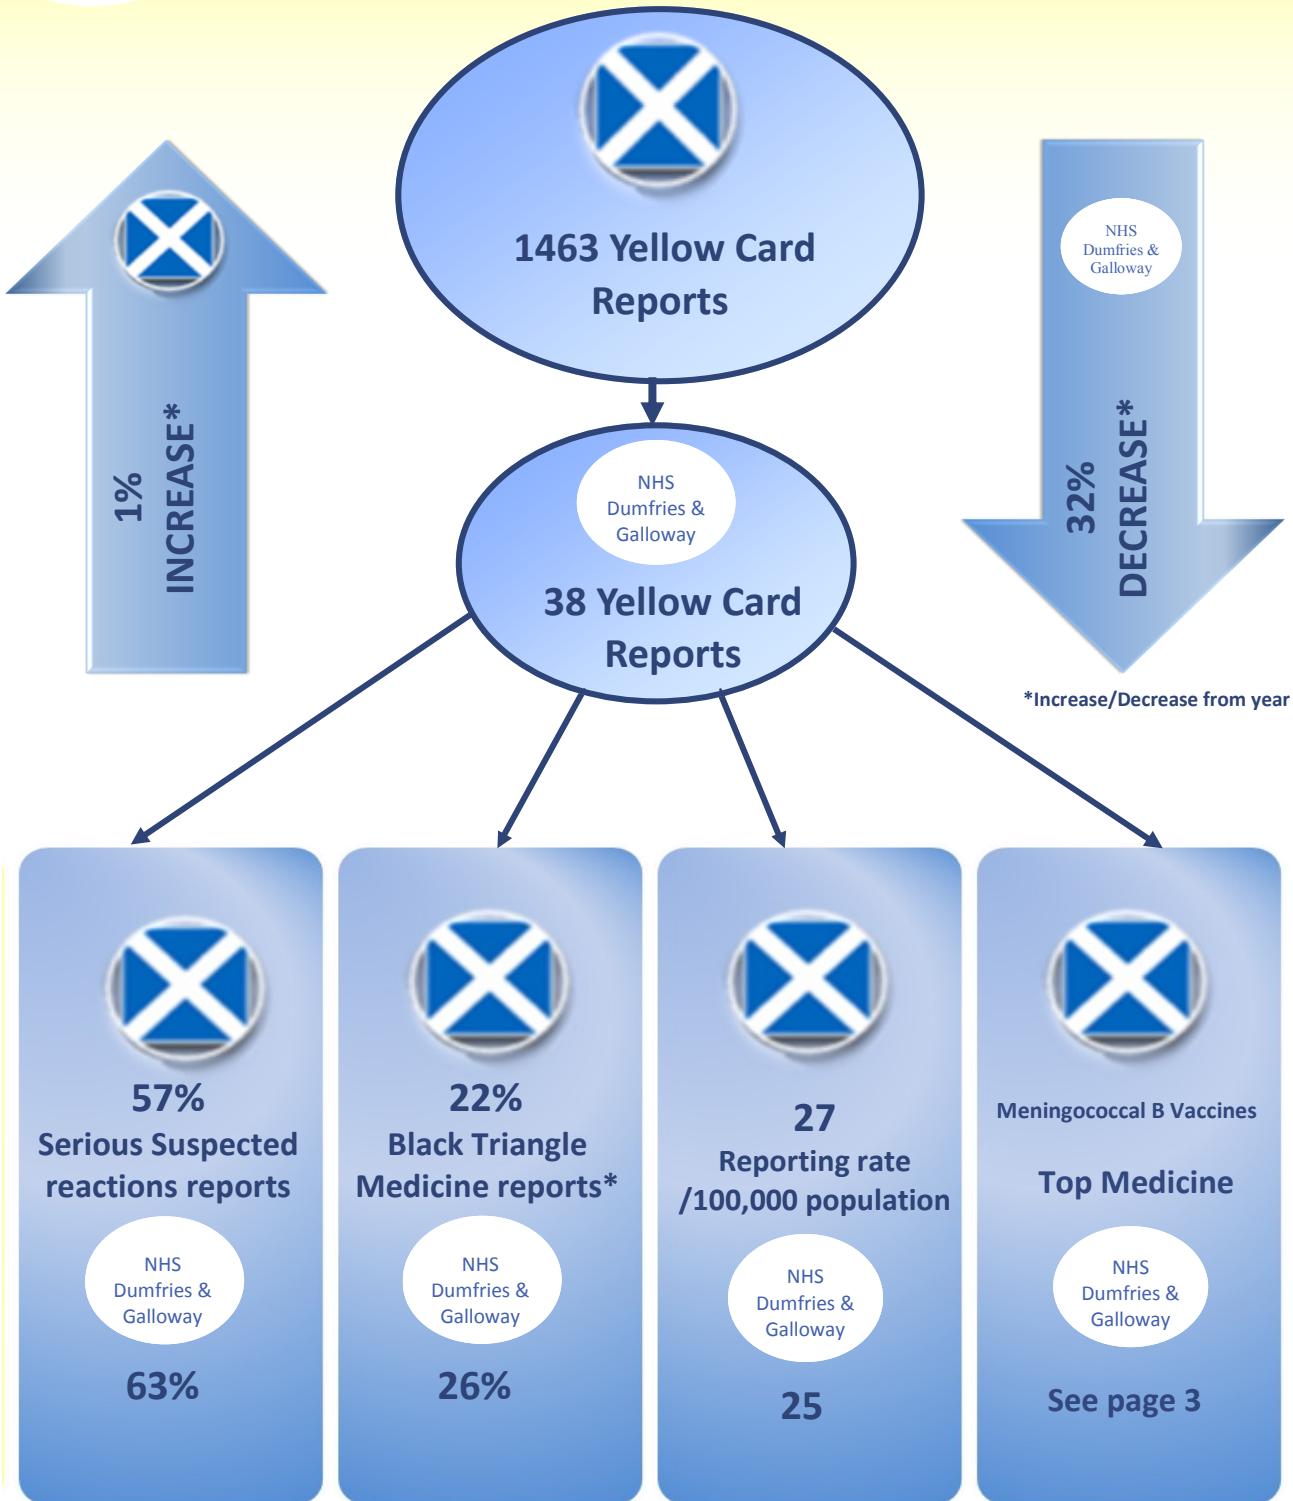 1463 Yellow Card
Reports
1%
INCREASE*
NHS
Dumfries &
Galloway
32%
DECREASE*
NHS
Dumfries &
Galloway
38 Yellow Card
Reports
*Increase/Decrease from year
57%
Serious Suspected
reactions reports
NHS
Dumfries &
Galloway
63%
22%
Black Triangle
Medicine reports*
NHS
Dumfries &
Galloway
26%
27
Reporting rate
/100,000 population
NHS
Dumfries &
Galloway
25
Meningococcal B Vaccines
Top Medicine
NHS
Dumfries &
Galloway
See page 3